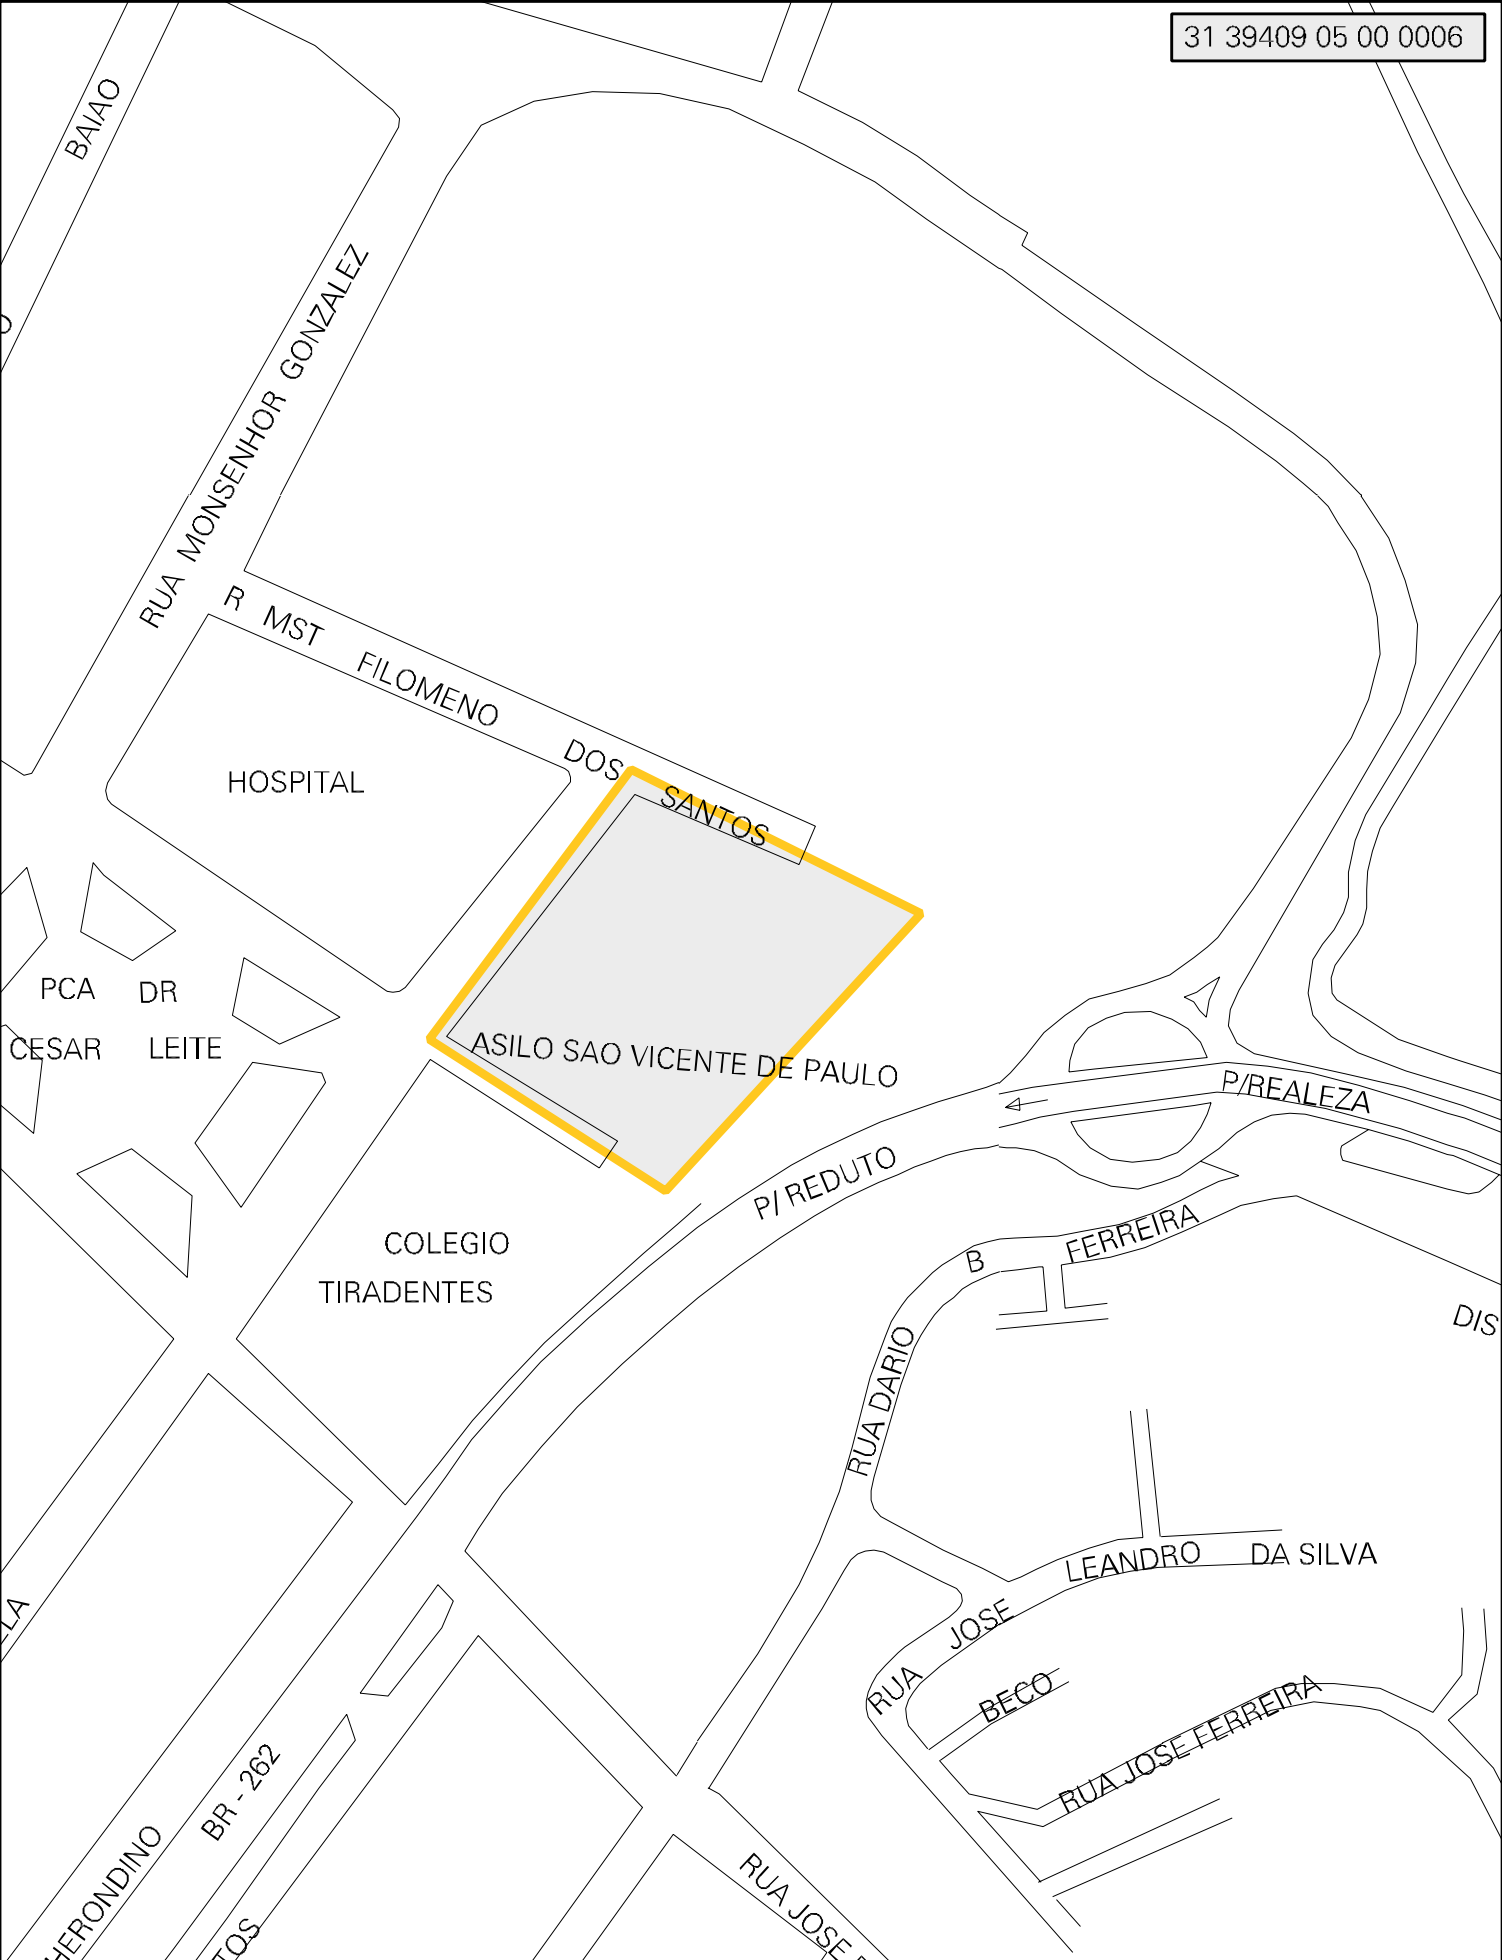 31 39409 05 00 0006
BAIAO
RUA MONSENHOR GONZALEZ
R MST FILOMENO DOS SANTOS
HOSPITAL
PCA DR
CESAR LEITE
ASILO SAO VICENTE DE PAULO
P/REALEZA
P/ REDUTO
COLEGIO
TIRADENTES
RUA DARIO B FERREIRA
DIS
RUA JOSE LEANDRO DA SILVA
BECO
RUA JOSE FERREIRA
LA
BR - 262
HERONDINO
TOS
RUA JOSE